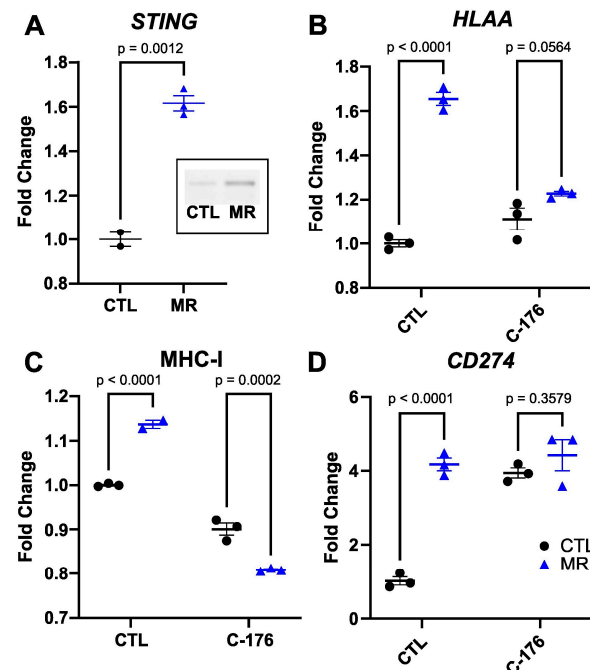 A
STING
p = 0.0012
Fold Change
1.8
1.6
1.4
1.2
1.0
0.8
CTL MR
CTL
MR
B
HLAA
p < 0.0001
p = 0.0564
Fold Change
1.8
1.6
1.4
1.2
1.0
0.8
CTL
C-176
C
MHC-I
p < 0.0001
p = 0.0002
Fold Change
1.2
1.1
1.0
0.9
0.8
0.7
CTL
C-176
D
CD274
p < 0.0001
p = 0.3579
Fold Change
6
4
2
0
CTL
MR
CTL
C-176